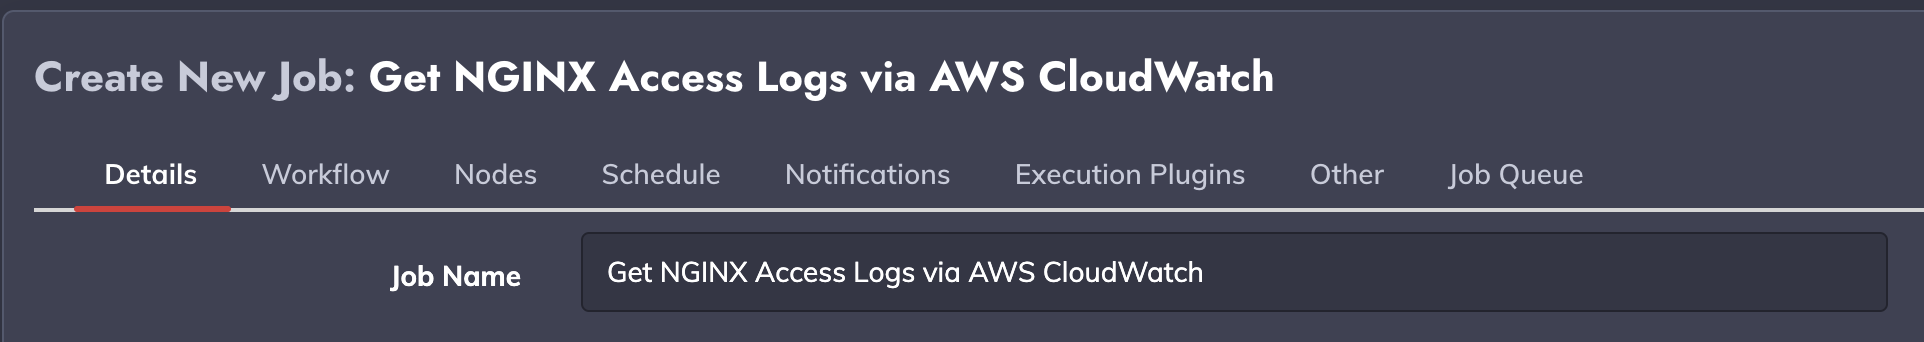 Create New Job: Get NGINX Access Logs via AWS CloudWatch
Details Workflow Nodes Schedule Notifications Execution Plugins Other Job Queue
Job Name Get NGINX Access Logs via AWS CloudWatch